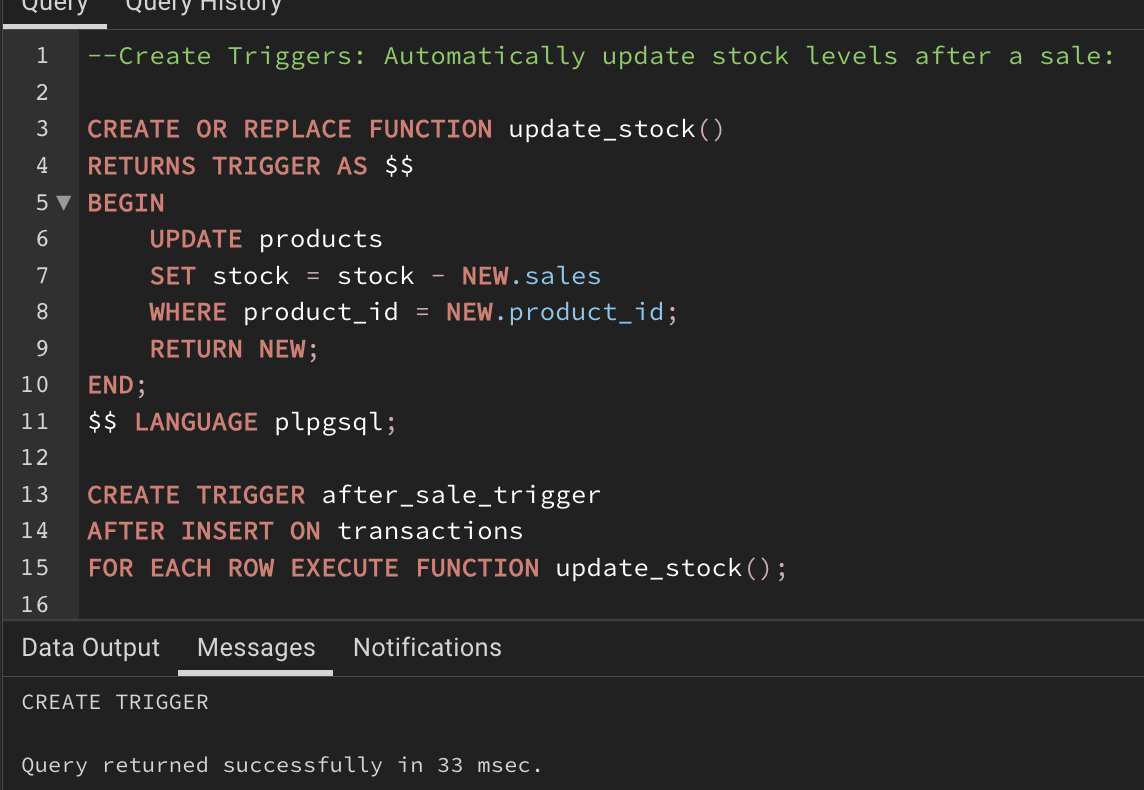 Query Query History
1 --Create Triggers: Automatically update stock levels after a sale:
2
3 CREATE OR REPLACE FUNCTION update_stock()
4 RETURNS TRIGGER AS $$
5 BEGIN
6     UPDATE products
7     SET stock = stock - NEW.sales
8     WHERE product_id = NEW.product_id;
9     RETURN NEW;
10 END;
11 $$ LANGUAGE plpgsql;
12
13 CREATE TRIGGER after_sale_trigger
14 AFTER INSERT ON transactions
15 FOR EACH ROW EXECUTE FUNCTION update_stock();
16
Data Output Messages Notifications
CREATE TRIGGER
Query returned successfully in 33 msec.